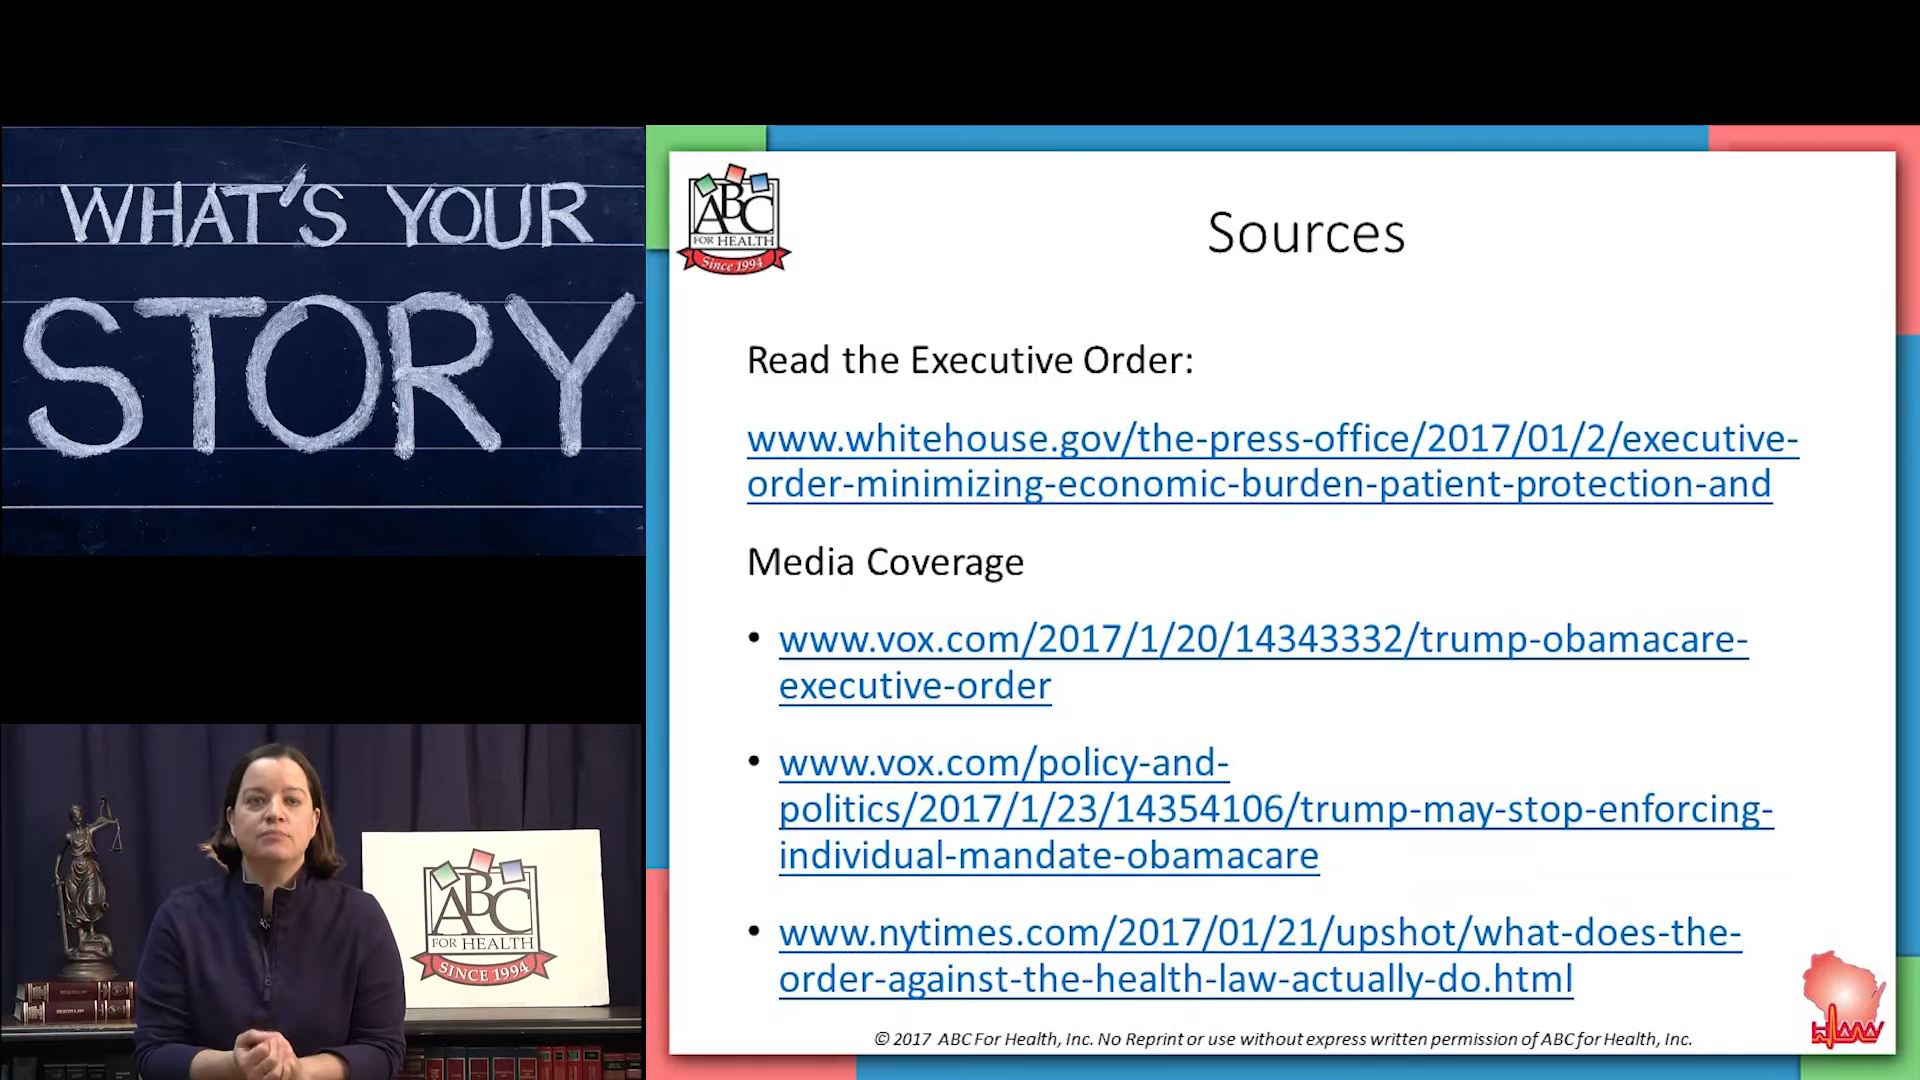 WHAT'S YOUR
STORY
ABC
FOR HEALTH
Since 1994
Sources
Read the Executive Order:
www.whitehouse.gov/the-press-office/2017/01/2/executive-
order-minimizing-economic-burden-patient-protection-and
Media Coverage
• www.vox.com/2017/1/20/14343332/trump-obamacare-
executive-order
• www.vox.com/policy-and-
politics/2017/1/23/14354106/trump-may-stop-enforcing-
individual-mandate-obamacare
• www.nytimes.com/2017/01/21/upshot/what-does-the-
order-against-the-health-law-actually-do.html
© 2017 ABC For Health, Inc. No Reprint or use without express written permission of ABC for Health, Inc.
ABC
FOR HEALTH
SINCE 1994
HEALTH LAW